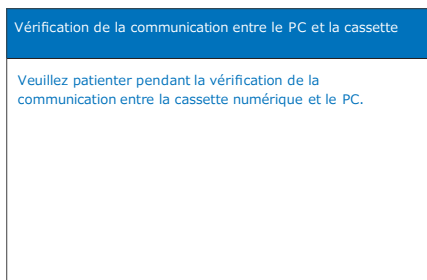 Vérification de la communication entre le PC et la cassette
Veuillez patienter pendant la vérification de la
communication entre la cassette numérique et le PC.